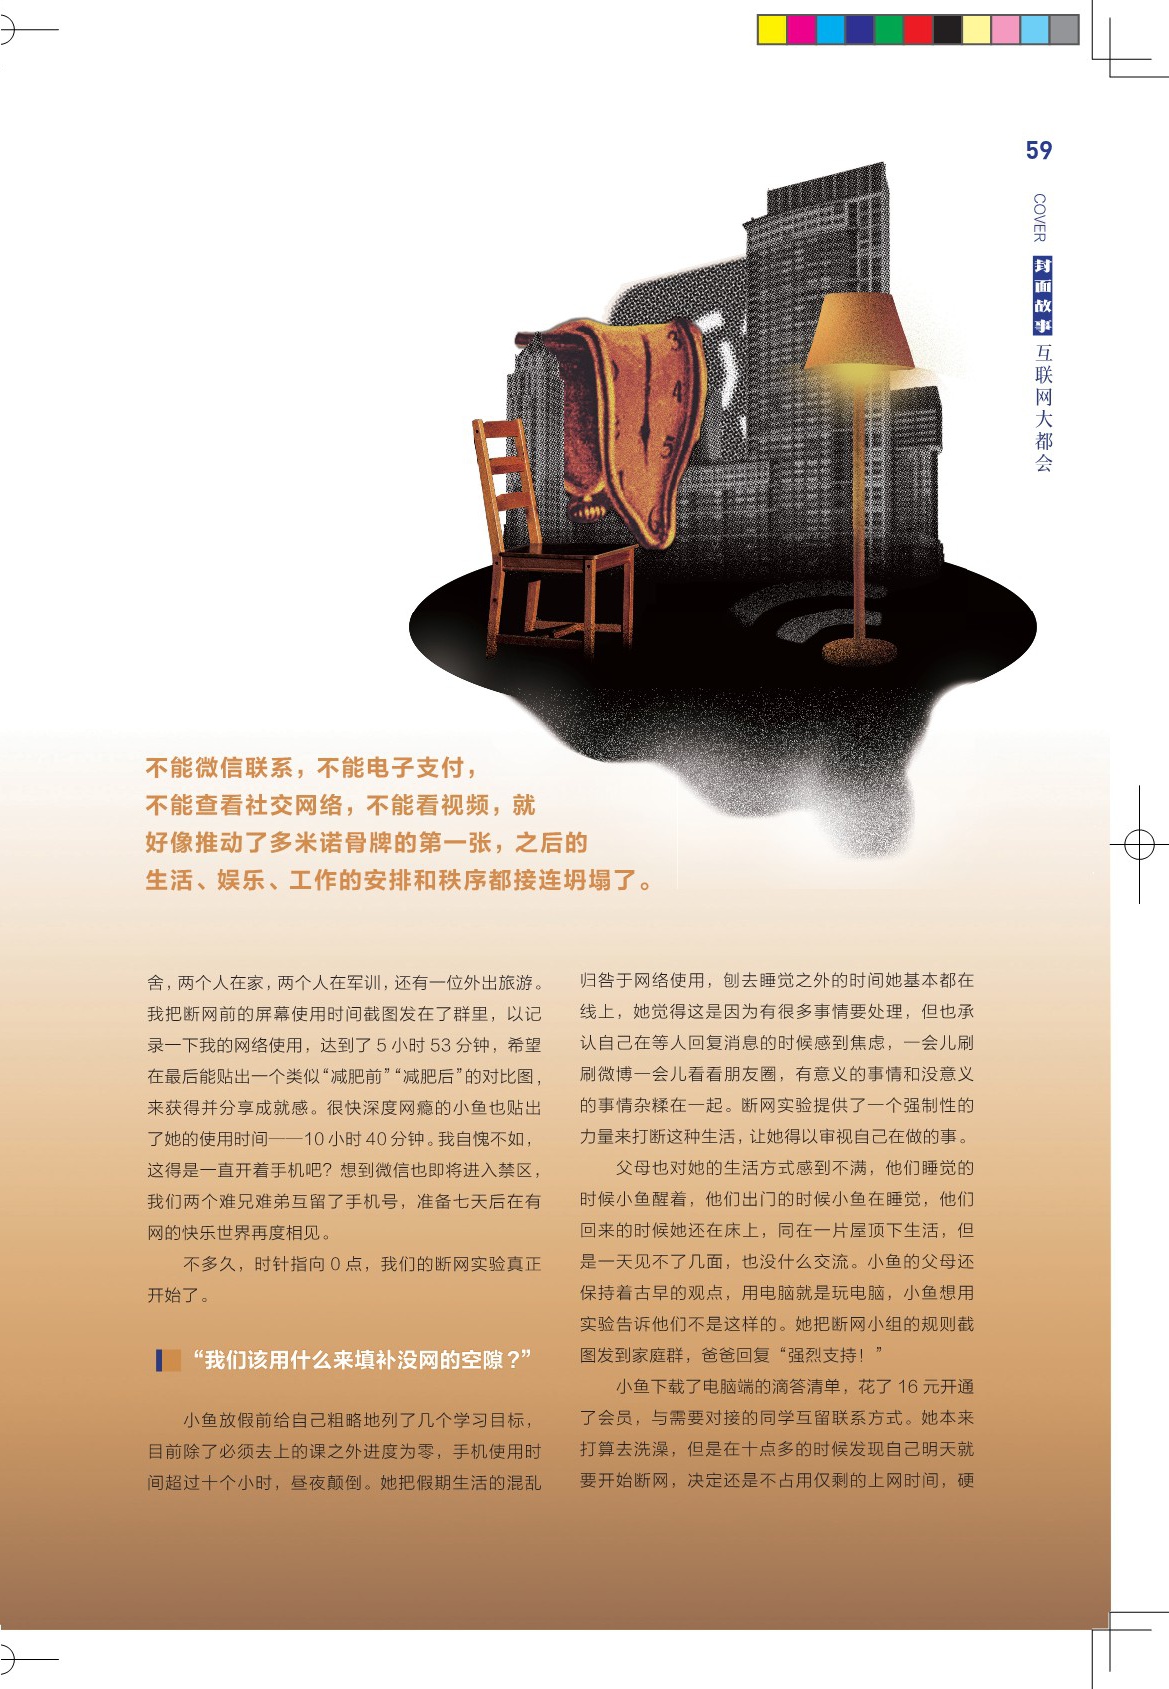 59
COVER 封面故事 互联网大都会
不能微信联系，不能电子支付，
不能查看社交网络，不能看视频，就
好像推动了多米诺骨牌的第一张，之后的
生活、娱乐、工作的安排和秩序都接连坍塌了。
舍，两个人在家，两个人在军训，还有一位外出旅游。
我把断网前的屏幕使用时间截图发在了群里，以记
录一下我的网络使用，达到了 5 小时 53 分钟，希望
在最后能贴出一个类似“减肥前”“减肥后”的对比图，
来获得并分享成就感。很快深度网瘾的小鱼也贴出
了她的使用时间——10 小时 40 分钟。我自愧不如，
这得是一直开着手机吧？想到微信也即将进入禁区，
我们两个难兄难弟互留了手机号，准备七天后在有
网的快乐世界再度相见。
不多久，时针指向 0 点，我们的断网实验真正
开始了。
“我们该用什么来填补没网的空隙？”
小鱼放假前给自己粗略地列了几个学习目标，
目前除了必须去上的课之外进度为零，手机使用时
间超过十个小时，昼夜颠倒。她把假期生活的混乱
归咎于网络使用，刨去睡觉之外的时间她基本都在
线上，她觉得这是因为有很多事情要处理，但也承
认自己在等人回复消息的时候感到焦虑，一会儿刷
刷微博一会儿看看朋友圈，有意义的事情和没意义
的事情杂糅在一起。断网实验提供了一个强制性的
力量来打断这种生活，让她得以审视自己在做的事。
父母也对她的生活方式感到不满，他们睡觉的
时候小鱼醒着，他们出门的时候小鱼在睡觉，他们
回来的时候她还在床上，同在一片屋顶下生活，但
是一天见不了几面，也没什么交流。小鱼的父母还
保持着古早的观点，用电脑就是玩电脑，小鱼想用
实验告诉他们不是这样的。她把断网小组的规则截
图发到家庭群，爸爸回复“强烈支持！”
小鱼下载了电脑端的滴答清单，花了 16 元开通
了会员，与需要对接的同学互留联系方式。她本来
打算去洗澡，但是在十点多的时候发现自己明天就
要开始断网，决定还是不占用仅剩的上网时间，硬
3
4
5
6